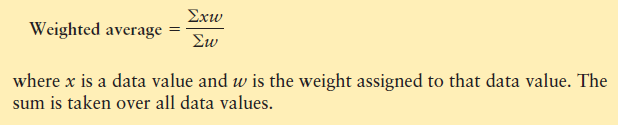 Weighted average = Σxw / Σw
where x is a data value and w is the weight assigned to that data value. The
sum is taken over all data values.